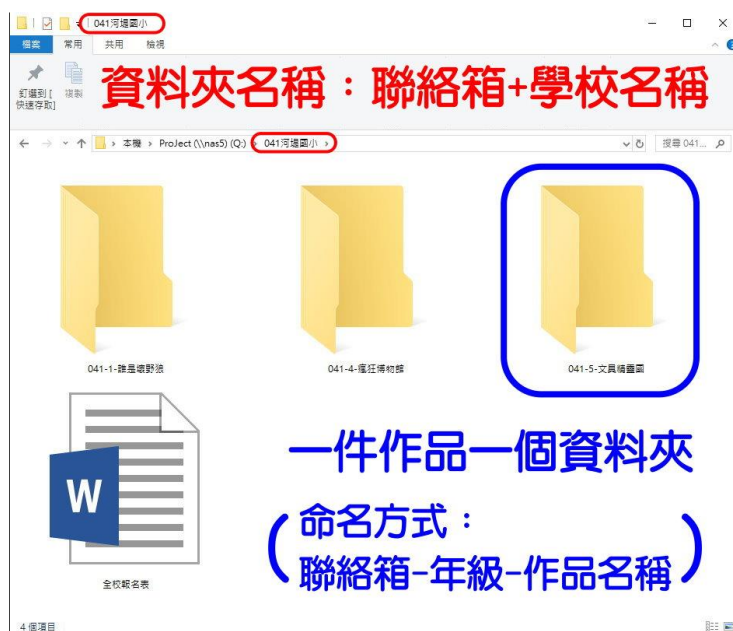 041河堤國小
檔案 常用 共用 檢視
釘選到 [
快速存取]
複製
資料夾名稱：聯絡箱+學校名稱
本機 › ProJect (\\nas5) (Q:) › 041河堤國小 ›
搜尋 041...
041-1-誰是壞野狼
041-4-瘋狂博物館
041-5-文具精靈國
一件作品一個資料夾
W
命名方式：
(聯絡箱-年級-作品名稱)
全校報名表
4 個項目